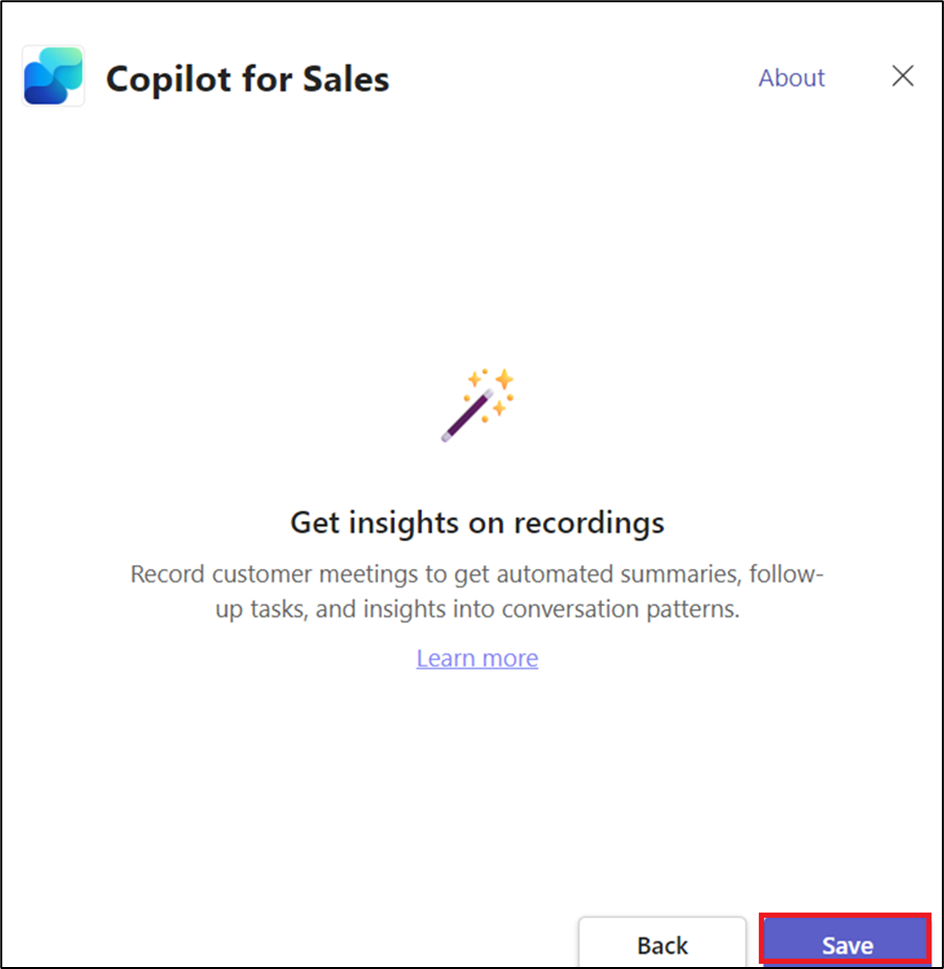 Copilot for Sales
About
Get insights on recordings
Record customer meetings to get automated summaries, follow-
up tasks, and insights into conversation patterns.
Learn more
Back
Save